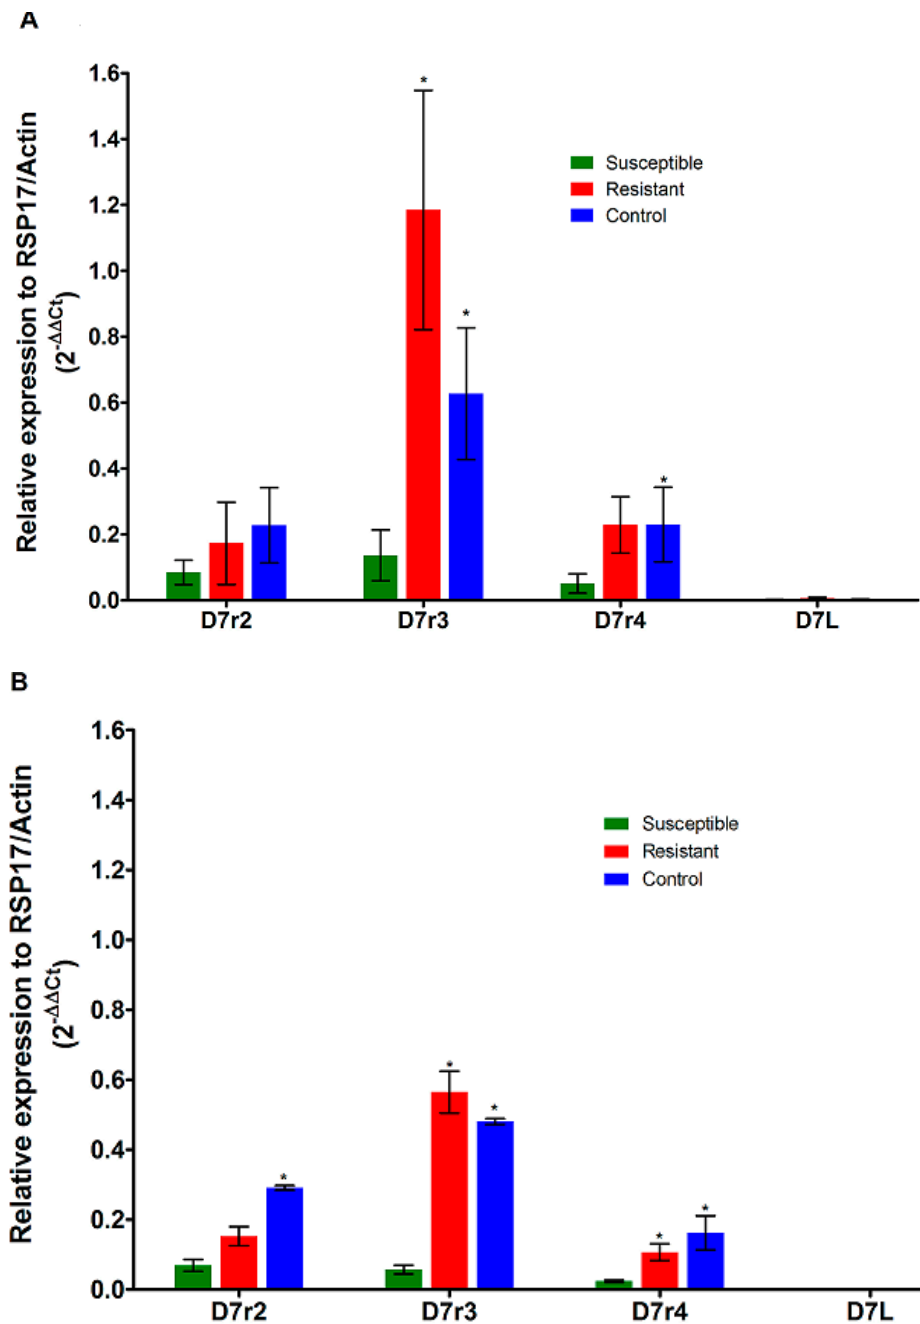 A
Relative expression to RSP17/Actin
(2-ΔΔCt)
1.6
1.4
1.2
1.0
0.8
0.6
0.4
0.2
0.0
*
*
*
Susceptible
Resistant
Control
D7r2 D7r3 D7r4 D7L
B
Relative expression to RSP17/Actin
(2-ΔΔCt)
1.6
1.4
1.2
1.0
0.8
0.6
0.4
0.2
0.0
Susceptible
Resistant
Control
*
*
*
*
*
D7r2 D7r3 D7r4 D7L